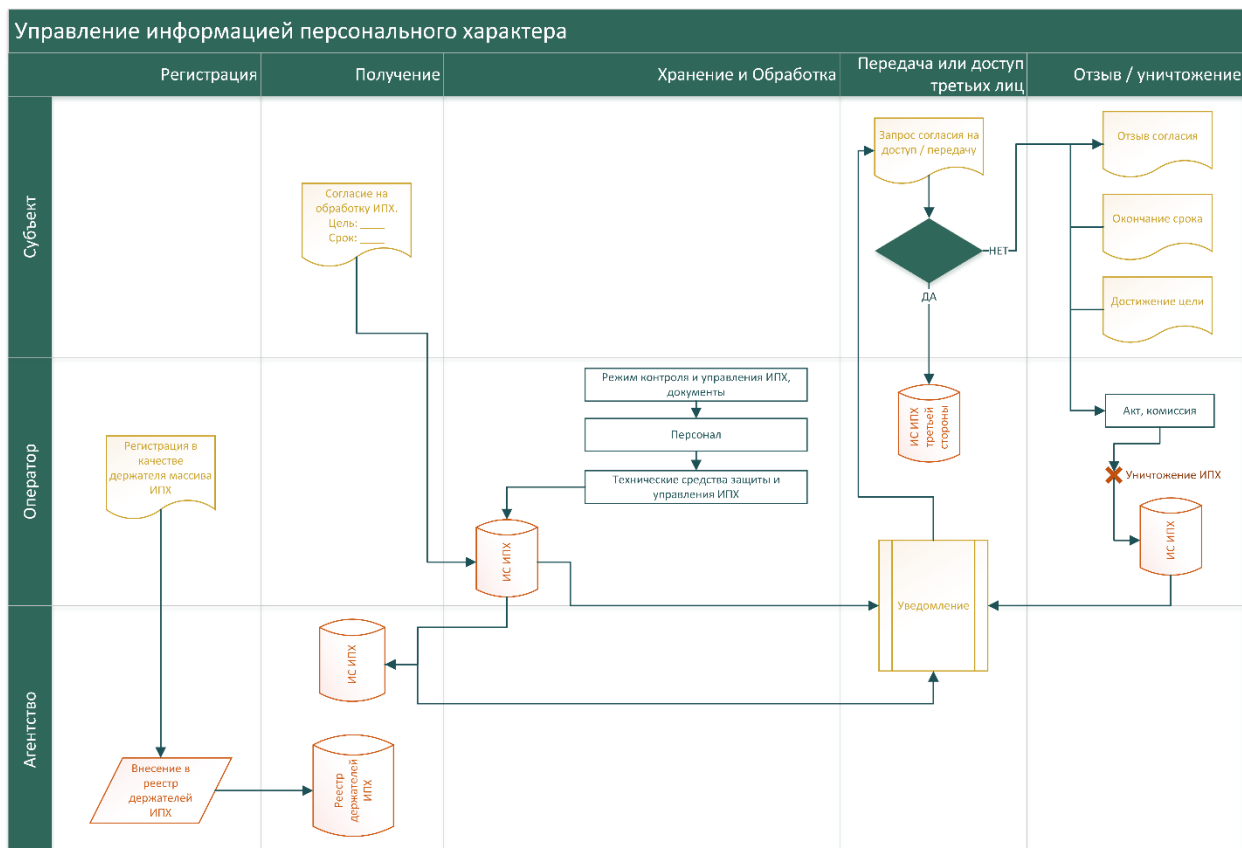 Управление информацией персонального характера
Регистрация
Получение
Хранение и Обработка
Передача или доступ
третьих лиц
Отзыв / уничтожение
Субъект
Согласие на
обработку ИПХ.
Цель: ____
Срок: ____
Запрос согласия на
доступ / передачу
НЕТ
ДА
Отзыв согласия
Окончание срока
Достижение цели
Оператор
Регистрация в
качестве
держателя массива
ИПХ
Режим контроля и управления ИПХ,
документы
Персонал
Технические средства защиты и
управления ИПХ
ИС ИПХ
ИС ИПХ
третьей
стороны
Акт, комиссия
Уничтожение ИПХ
ИС ИПХ
Уведомление
Агентство
ИС ИПХ
Внесение в
реестр
держателей
ИПХ
Реестр
держателей
ИПХ